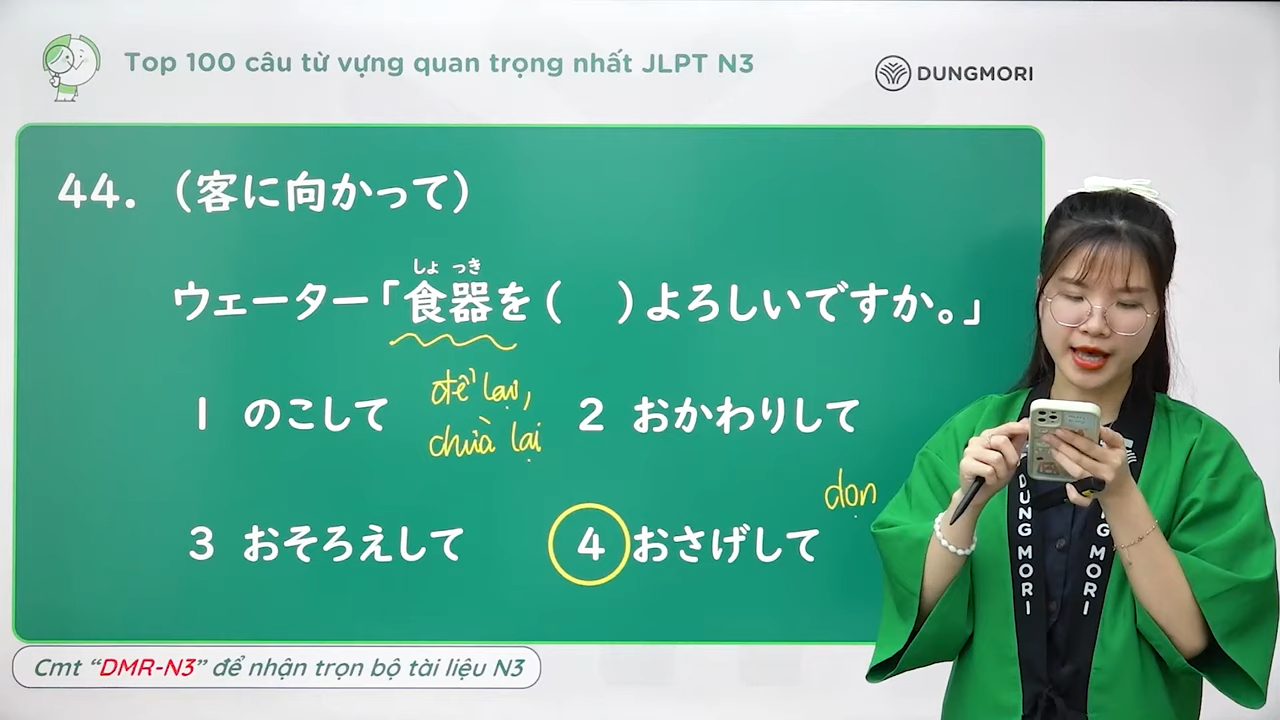 Top 100 câu từ vựng quan trọng nhất JLPT N3
DUNGMORI
44. (客に向かって)
しょ っき
ウェーター「食器を( )よろしいですか。」
để lại,
chừa lại
1 のこして
2 おかわりして
dọn
3 おそろえして
4 おさげして
Cmt “DMR-N3” để nhận trọn bộ tài liệu N3
DUNG MORI
MORI